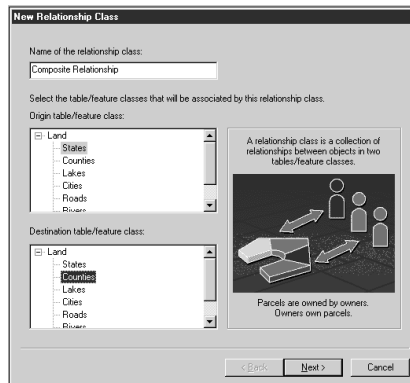 New Relationship Class
Name of the relationship class:
Composite Relationship
Select the table/feature classes that will be associated by this relationship class.
Origin table/feature class:
Land
States
Counties
Lakes
Cities
Roads
Rivers
Destination table/feature class:
Land
States
Counties
Lakes
Cities
Roads
Rivers
A relationship class is a collection of
relationships between objects in two
tables/feature classes.
Parcels are owned by owners.
Owners own parcels.
< Back
Next >
Cancel